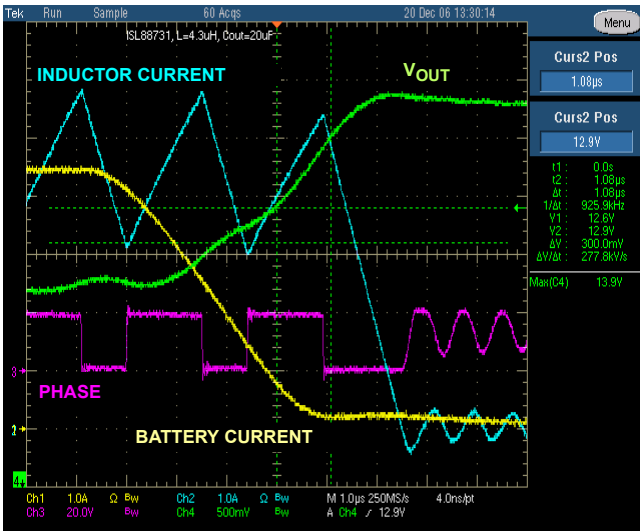 Tek Run Sample 60 Acqs 20 Dec 06 13:30:14
Menu
ISL88731, L=4.3uH, Cout=20uF
INDUCTOR CURRENT
VOUT
Curs2 Pos
1.08µs
Curs2 Pos
12.9V
t1 : 0.0s
t2 : 1.08µs
Δt : 1.08µs
1/Δt : 925.9kHz
V1 : 12.6V
V2 : 12.9V
ΔV : 300.0mV
ΔV/Δt : 277.8kV/s
Max(C4) 13.9V
3
PHASE
2
BATTERY CURRENT
4
Ch1 1.0A Ω Bw Ch2 1.0A Ω Bw M 1.0µs 250MS/s 4.0ns/pt
Ch3 20.0V Bw Ch4 500mV Bw A Ch4 / 12.9V